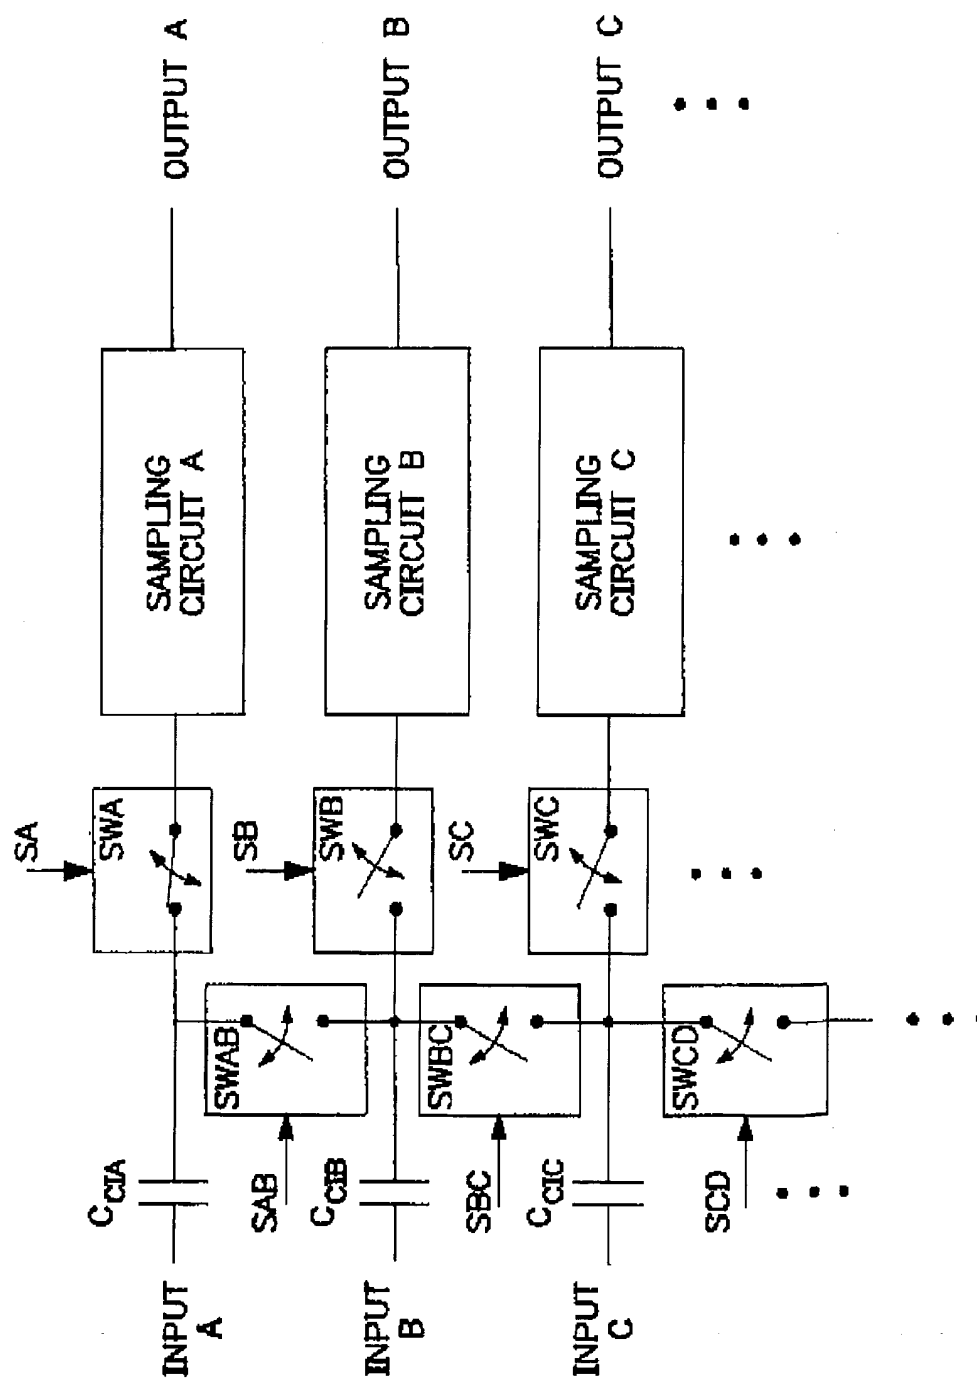 INPUT
A
C_CIA
SWAB
SAB
SA
SWA
SAMPLING
CIRCUIT A
OUTPUT A
INPUT
B
C_CIB
SWBC
SBC
SB
SWB
SAMPLING
CIRCUIT B
OUTPUT B
INPUT
C
C_CIC
SWCD
SCD
SC
SWC
SAMPLING
CIRCUIT C
OUTPUT C